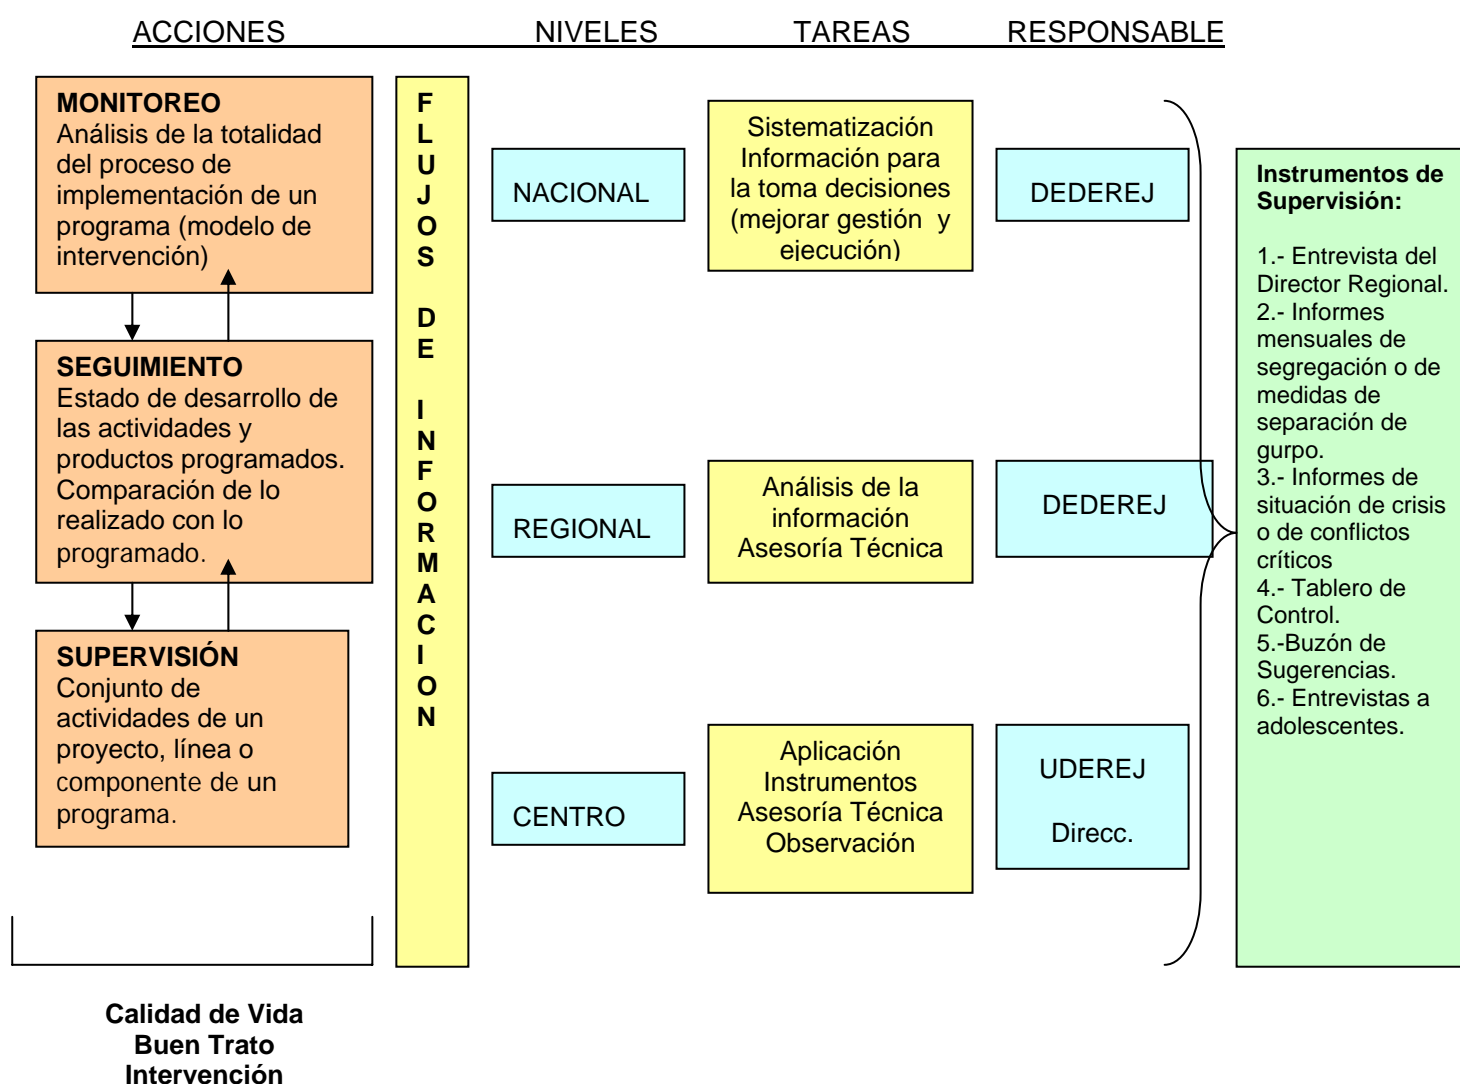 ACCIONES NIVELES TAREAS RESPONSABLE
MONITOREO
Análisis de la totalidad
del proceso de
implementación de un
programa (modelo de
intervención)
SEGUIMIENTO
Estado de desarrollo de
las actividades y
productos programados.
Comparación de lo
realizado con lo
programado.
SUPERVISIÓN
Conjunto de
actividades de un
proyecto, línea o
componente de un
programa.
Calidad de Vida
Buen Trato
Intervención
FLUJOS DE INFORMACION
NACIONAL
REGIONAL
CENTRO
Sistematización
Información para
la toma decisiones
(mejorar gestión y
ejecución)
Análisis de la
información
Asesoría Técnica
Aplicación
Instrumentos
Asesoría Técnica
Observación
DEDEREJ
DEDEREJ
UDEREJ
Direcc.
Instrumentos de
Supervisión:
1.- Entrevista del
Director Regional.
2.- Informes
mensuales de
segregación o de
medidas de
separación de
gurpo.
3.- Informes de
situación de crisis
o de conflictos
críticos
4.- Tablero de
Control.
5.-Buzón de
Sugerencias.
6.- Entrevistas a
adolescentes.